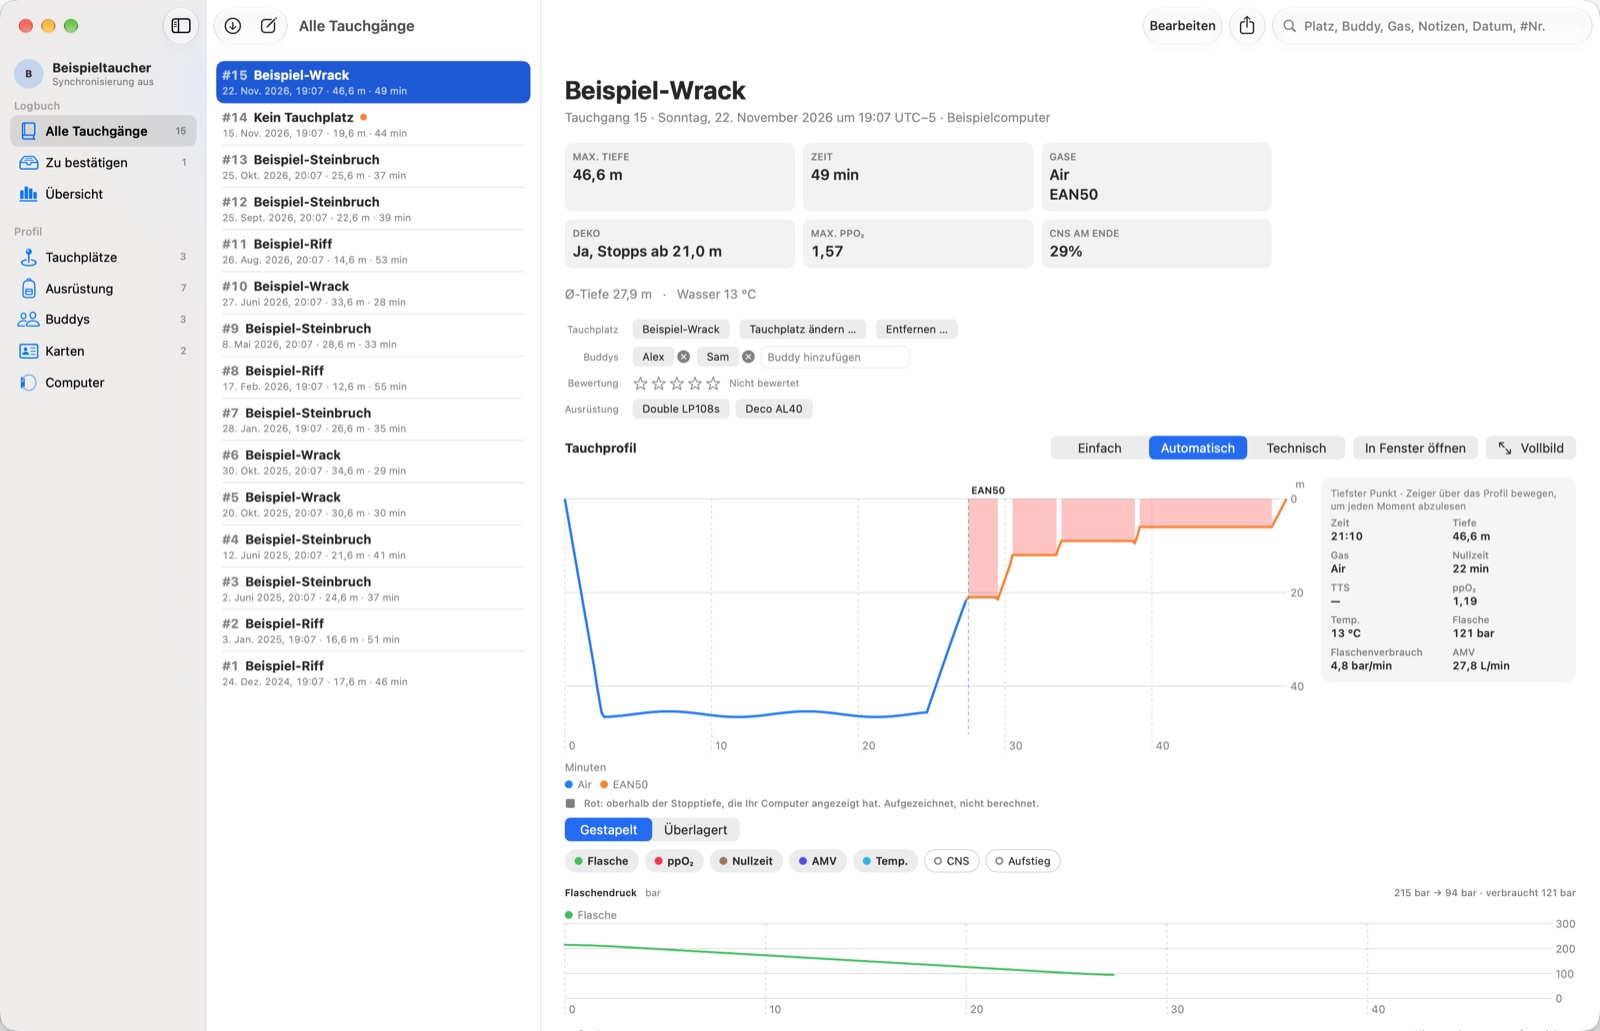 Alle Tauchgänge
Bearbeiten
Platz, Buddy, Gas, Notizen, Datum, #Nr.
B
Beispieltaucher
Synchronisierung aus
Logbuch
Alle Tauchgänge 15
Zu bestätigen 1
Übersicht
Profil
Tauchplätze 3
Ausrüstung 7
Buddys 3
Karten 2
Computer
#15 Beispiel-Wrack
22. Nov. 2026, 19:07 · 46,6 m · 49 min
#14 Kein Tauchplatz
15. Nov. 2026, 19:07 · 19,6 m · 44 min
#13 Beispiel-Steinbruch
25. Okt. 2026, 20:07 · 25,6 m · 37 min
#12 Beispiel-Steinbruch
25. Sept. 2026, 20:07 · 22,6 m · 39 min
#11 Beispiel-Riff
26. Aug. 2026, 20:07 · 14,6 m · 53 min
#10 Beispiel-Wrack
27. Juni 2026, 20:07 · 33,6 m · 28 min
#9 Beispiel-Steinbruch
8. Mai 2026, 20:07 · 28,6 m · 33 min
#8 Beispiel-Riff
17. Feb. 2026, 19:07 · 12,6 m · 55 min
#7 Beispiel-Steinbruch
28. Jan. 2026, 19:07 · 26,6 m · 35 min
#6 Beispiel-Wrack
30. Okt. 2025, 20:07 · 34,6 m · 29 min
#5 Beispiel-Wrack
20. Okt. 2025, 20:07 · 30,6 m · 30 min
#4 Beispiel-Steinbruch
12. Juni 2025, 20:07 · 21,6 m · 41 min
#3 Beispiel-Steinbruch
2. Juni 2025, 20:07 · 24,6 m · 37 min
#2 Beispiel-Riff
3. Jan. 2025, 19:07 · 16,6 m · 51 min
#1 Beispiel-Riff
24. Dez. 2024, 19:07 · 17,6 m · 46 min
Beispiel-Wrack
Tauchgang 15 · Sonntag, 22. November 2026 um 19:07 UTC−5 · Beispielcomputer
MAX. TIEFE
46,6 m
ZEIT
49 min
GASE
Air
EAN50
DEKO
Ja, Stopps ab 21,0 m
MAX. PPO₂
1,57
CNS AM ENDE
29%
Ø-Tiefe 27,9 m · Wasser 13 °C
Tauchplatz Beispiel-Wrack Tauchplatz ändern ... Entfernen ...
Buddys Alex Sam Buddy hinzufügen
Bewertung Nicht bewertet
Ausrüstung Double LP108s Deco AL40
Tauchprofil
Einfach Automatisch Technisch In Fenster öffnen Vollbild
EAN50
m
0
20
40
0 10 20 30 40
Minuten
Air EAN50
Rot: oberhalb der Stopptiefe, die Ihr Computer angezeigt hat. Aufgezeichnet, nicht berechnet.
Tiefster Punkt · Zeiger über das Profil bewegen,
um jeden Moment abzulesen
Zeit Tiefe
21:10 46,6 m
Gas Nullzeit
Air 22 min
TTS ppO₂
— 1,19
Temp. Flasche
13 °C 121 bar
Flaschenverbrauch AMV
4,8 bar/min 27,8 L/min
Gestapelt Überlagert
Flasche ppO₂ Nullzeit AMV Temp. CNS Aufstieg
Flaschendruck bar
215 bar → 94 bar · verbraucht 121 bar
Flasche
300
200
100
0
0 10 20 30 40